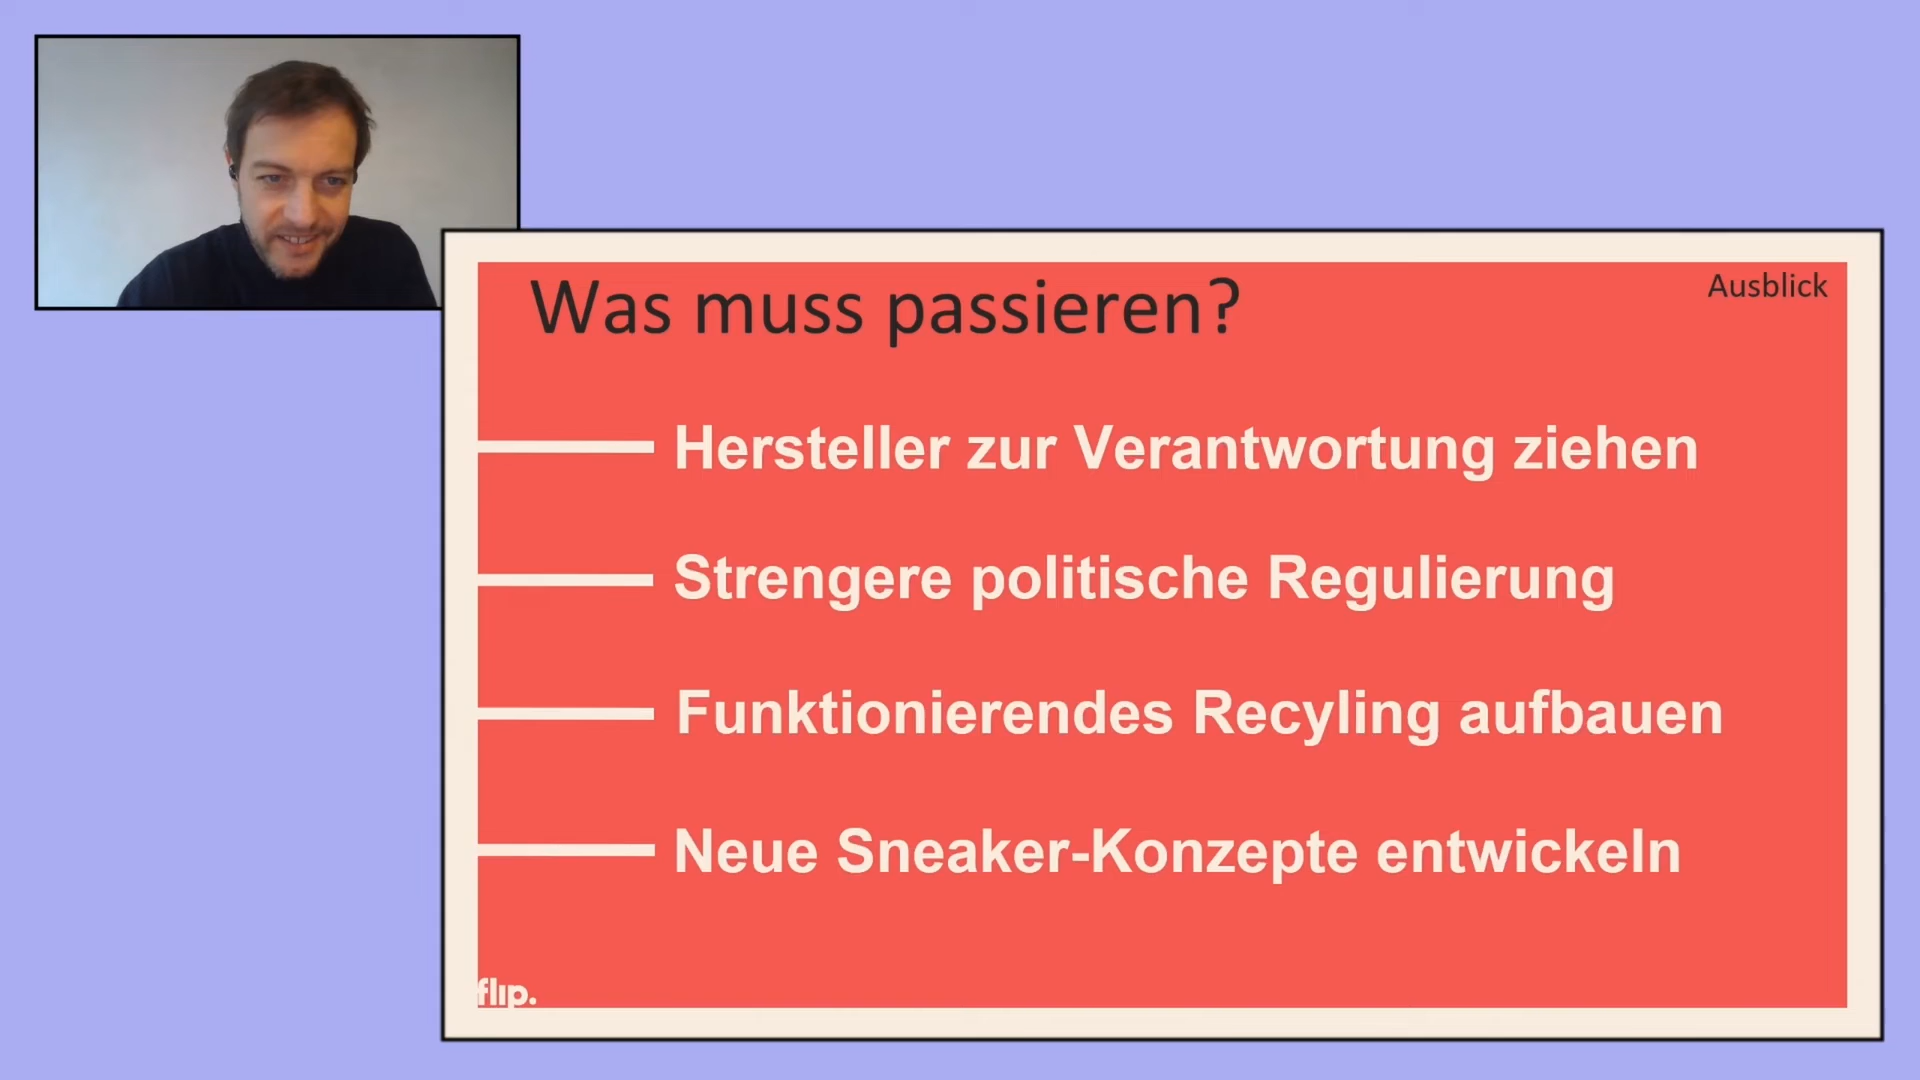 Was muss passieren?
Ausblick
Hersteller zur Verantwortung ziehen
Strengere politische Regulierung
Funktionierendes Recyling aufbauen
Neue Sneaker-Konzepte entwickeln
flip.